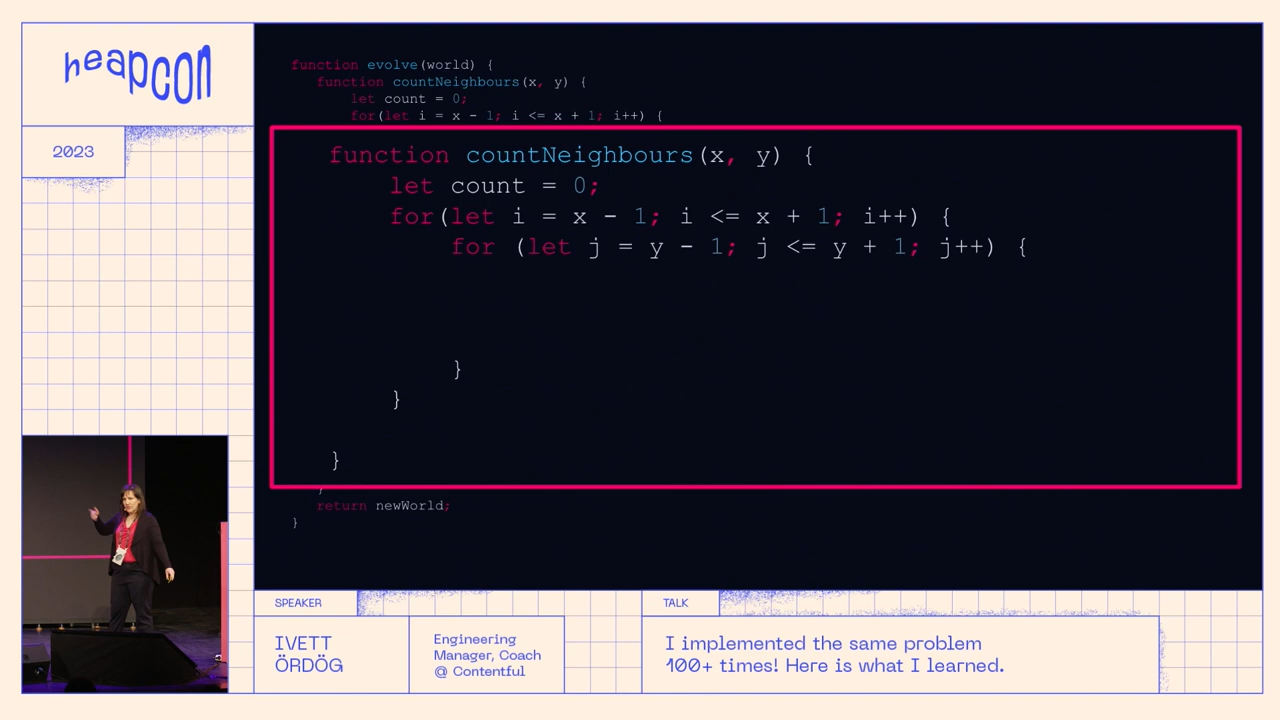 heapcon
2023
function evolve(world) {
function countNeighbours(x, y) {
let count = 0;
for(let i = x - 1; i <= x + 1; i++) {
function countNeighbours(x, y) {
let count = 0;
for(let i = x - 1; i <= x + 1; i++) {
for (let j = y - 1; j <= y + 1; j++) {
}
}
}
}
return newWorld;
}
SPEAKER
IVETT
ÖRDÖG
Engineering
Manager, Coach
@ Contentful
TALK
I implemented the same problem
100+ times! Here is what I learned.